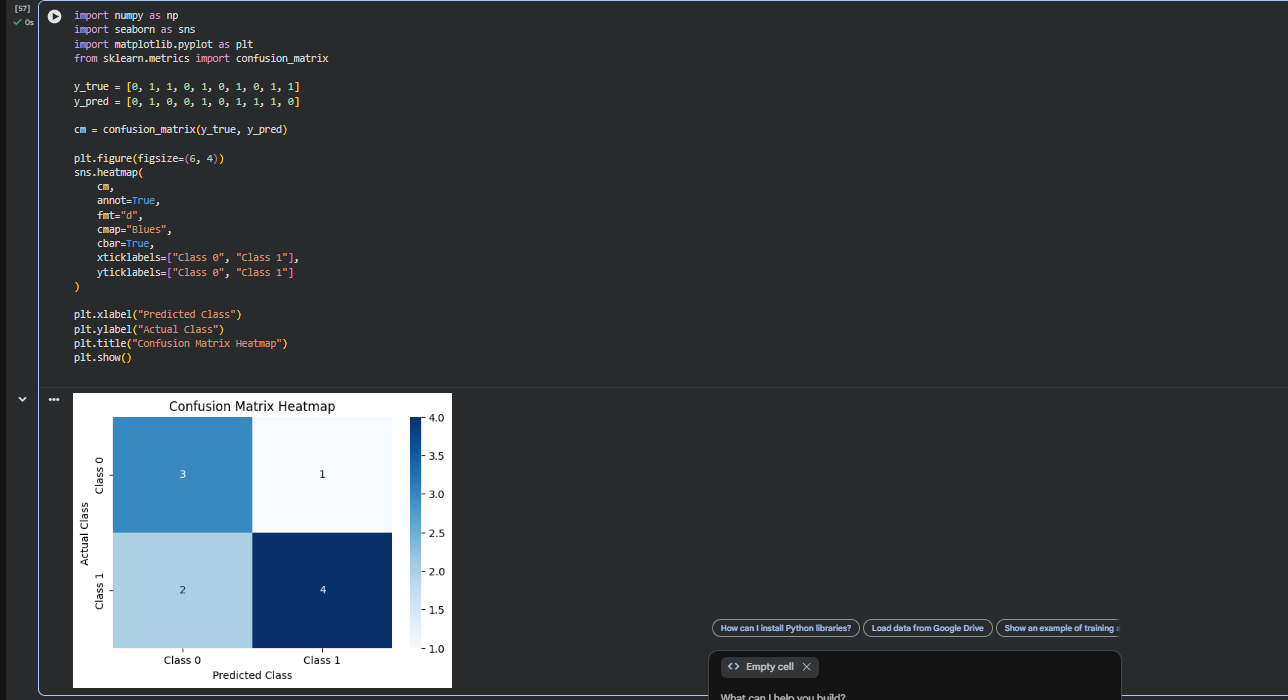 [57]
0s
import numpy as np
import seaborn as sns
import matplotlib.pyplot as plt
from sklearn.metrics import confusion_matrix
y_true = [0, 1, 1, 0, 1, 0, 1, 0, 1, 1]
y_pred = [0, 1, 0, 0, 1, 0, 1, 1, 1, 0]
cm = confusion_matrix(y_true, y_pred)
plt.figure(figsize=(6, 4))
sns.heatmap(
    cm,
    annot=True,
    fmt="d",
    cmap="Blues",
    cbar=True,
    xticklabels=["Class 0", "Class 1"],
    yticklabels=["Class 0", "Class 1"]
)
plt.xlabel("Predicted Class")
plt.ylabel("Actual Class")
plt.title("Confusion Matrix Heatmap")
plt.show()
Confusion Matrix Heatmap
Actual Class
Class 0
3
1
Class 1
2
4
Class 0
Class 1
Predicted Class
4.0
3.5
3.0
2.5
2.0
1.5
1.0
How can I install Python libraries?
Load data from Google Drive
Show an example of training
Empty cell
What can I help you build?